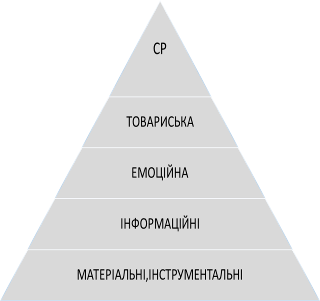 СР
ТОВАРИСЬКА
ЕМОЦІЙНА
ІНФОРМАЦІЙНІ
МАТЕРІАЛЬНІ,ІНСТРУМЕНТАЛЬНІ